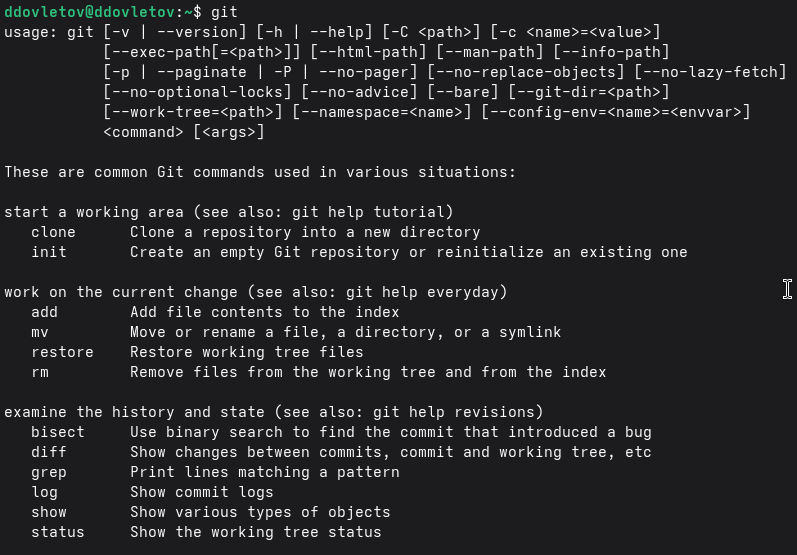 ddovletov@ddovletov:~$ git
usage: git [-v | --version] [-h | --help] [-C <path>] [-c <name>=<value>]
           [--exec-path[=<path>]] [--html-path] [--man-path] [--info-path]
           [-p | --paginate | -P | --no-pager] [--no-replace-objects] [--no-lazy-fetch]
           [--no-optional-locks] [--no-advice] [--bare] [--git-dir=<path>]
           [--work-tree=<path>] [--namespace=<name>] [--config-env=<name>=<envvar>]
           <command> [<args>]

These are common Git commands used in various situations:

start a working area (see also: git help tutorial)
   clone      Clone a repository into a new directory
   init       Create an empty Git repository or reinitialize an existing one

work on the current change (see also: git help everyday)
   add        Add file contents to the index
   mv         Move or rename a file, a directory, or a symlink
   restore    Restore working tree files
   rm         Remove files from the working tree and from the index

examine the history and state (see also: git help revisions)
   bisect     Use binary search to find the commit that introduced a bug
   diff       Show changes between commits, commit and working tree, etc
   grep       Print lines matching a pattern
   log        Show commit logs
   show       Show various types of objects
   status     Show the working tree status